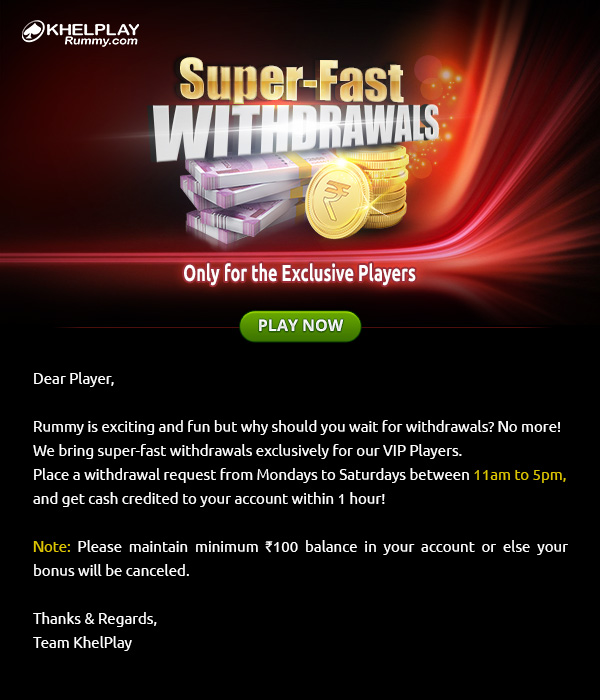 KHELPLAY
Rummy.com
Super-Fast
WITHDRAWALS
₹
Only for the Exclusive Players
PLAY NOW
Dear Player,
Rummy is exciting and fun but why should you wait for withdrawals? No more!
We bring super-fast withdrawals exclusively for our VIP Players.
Place a withdrawal request from Mondays to Saturdays between 11am to 5pm,
and get cash credited to your account within 1 hour!
Note: Please maintain minimum ₹100 balance in your account or else your
bonus will be canceled.
Thanks & Regards,
Team KhelPlay